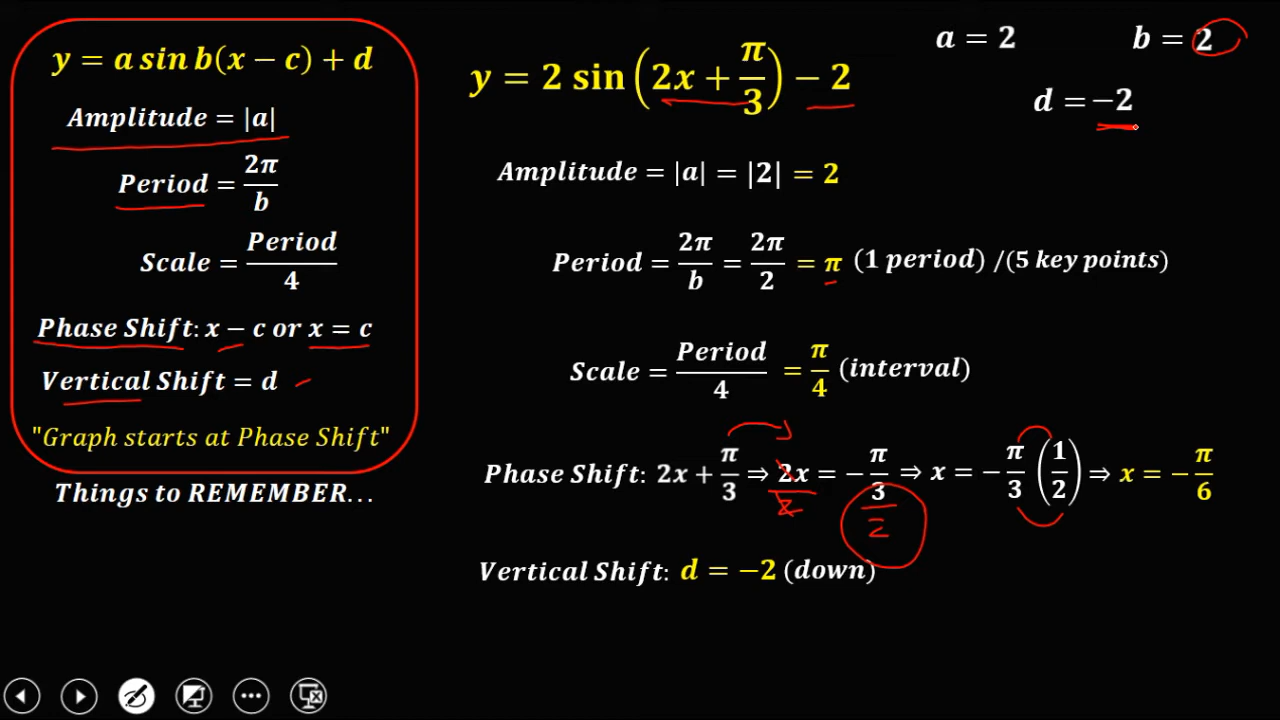 y = a sin b(x − c) + d
Amplitude = |a|
Period = 2π/b
Scale = Period/4
Phase Shift: x − c or x = c
Vertical Shift = d
"Graph starts at Phase Shift"
Things to REMEMBER...
y = 2 sin(2x + π/3) − 2
a = 2
b = 2
d = −2
Amplitude = |a| = |2| = 2
Period = 2π/b = 2π/2 = π (1 period) /(5 key points)
Scale = Period/4 = π/4 (interval)
Phase Shift: 2x + π/3 ⇒ 2x = −π/3 ⇒ x = −π/3 (1/2) ⇒ x = −π/6
2 2
Vertical Shift: d = −2 (down)